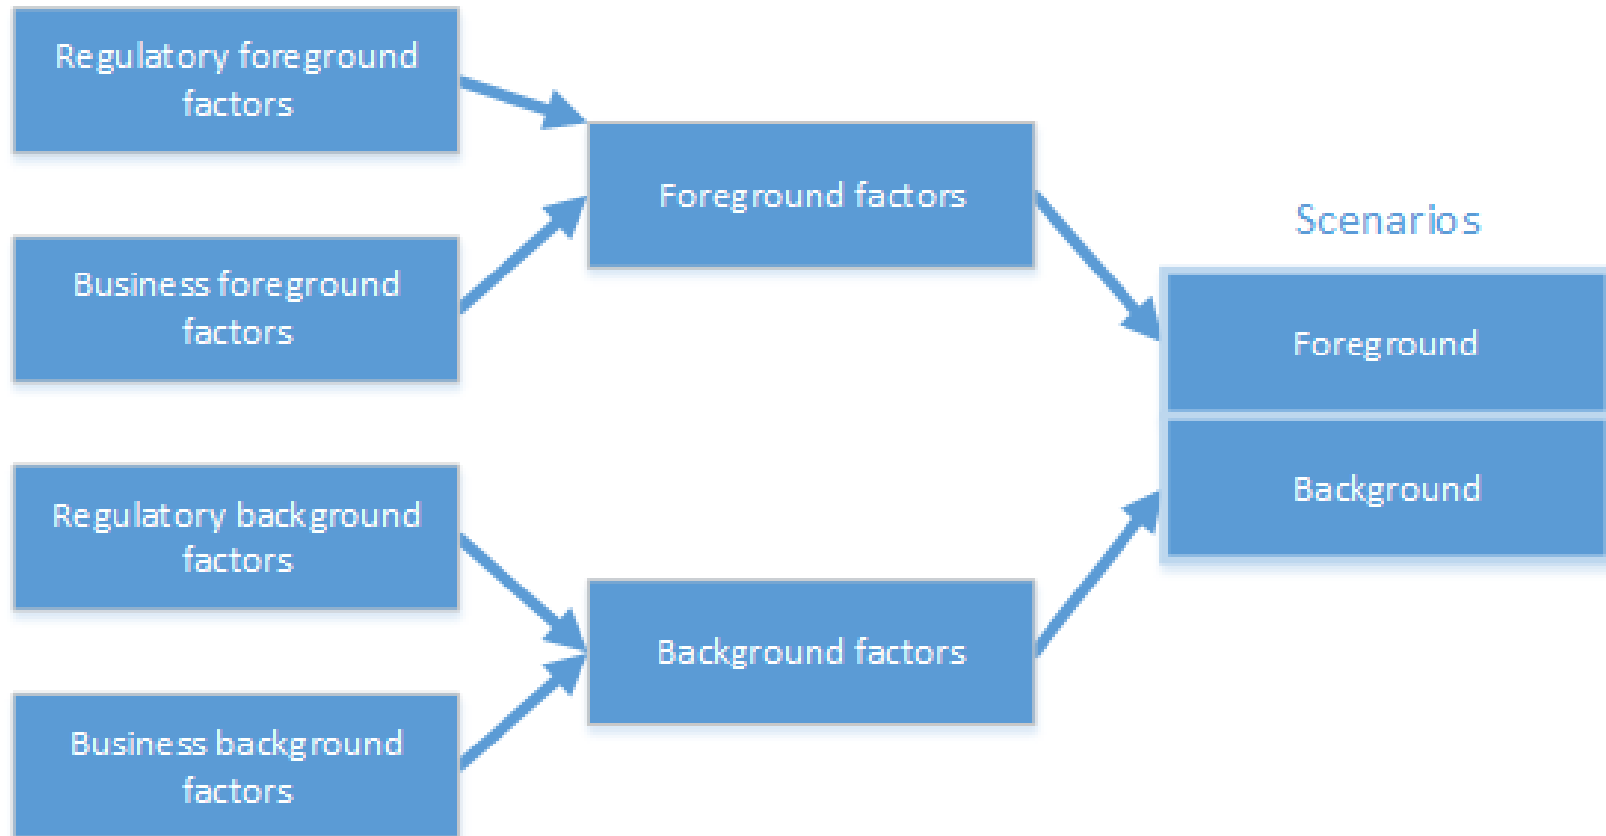 Regulatory foreground
factors
Business foreground
factors
Regulatory background
factors
Business background
factors
Foreground factors
Background factors
Scenarios
Foreground
Background